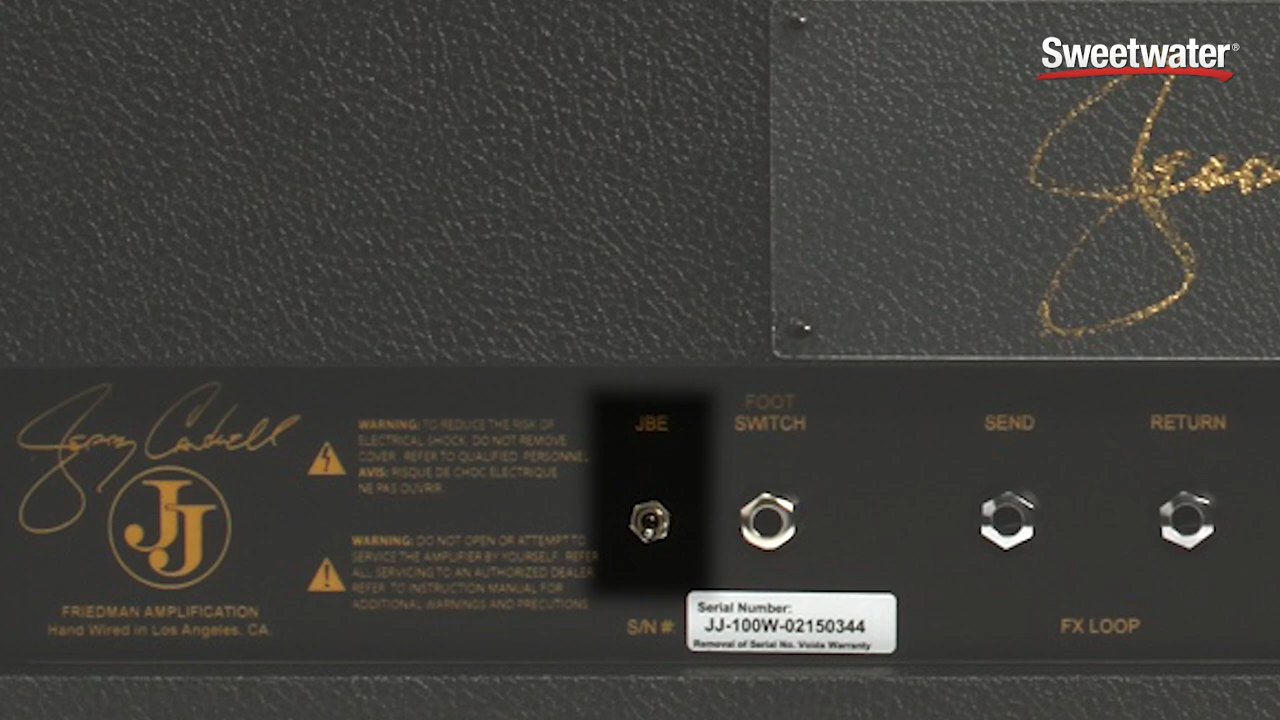 Sweetwater®
Jerry
Jerry Cantrell
JJ
FRIEDMAN AMPLIFICATION
Hand Wired in Los Angeles, CA.
WARNING: TO REDUCE THE RISK OF
ELECTRICAL SHOCK, DO NOT REMOVE
COVER. REFER TO QUALIFIED PERSONNEL.
AVIS: RISQUE DE CHOC ELECTRIQUE
NE PAS OUVRIR.
WARNING: DO NOT OPEN OR ATTEMPT TO
SERVICE THE AMPLIFIER BY YOURSELF. REFER
ALL SERVICING TO AN AUTHORIZED DEALER
REFER TO INSTRUCTION MANUAL FOR
ADDITIONAL WARNINGS AND PRECUTIONS
JBE
FOOT
SWITCH
SEND
RETURN
S/N #:
Serial Number:
JJ-100W-02150344
Removal of Serial No. Voids Warranty
FX LOOP